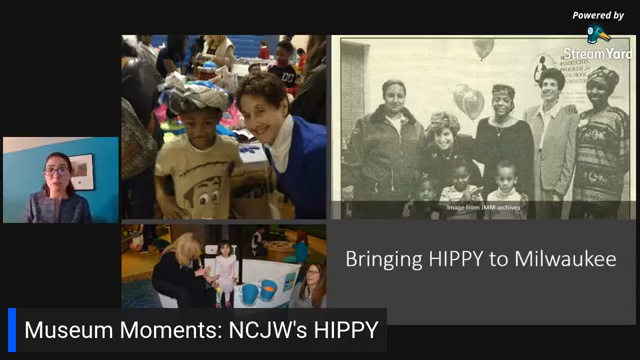 Powered by
StreamYard
Image from JMM archives
Bringing HIPPY to Milwaukee
Museum Moments: NCJW's HIPPY